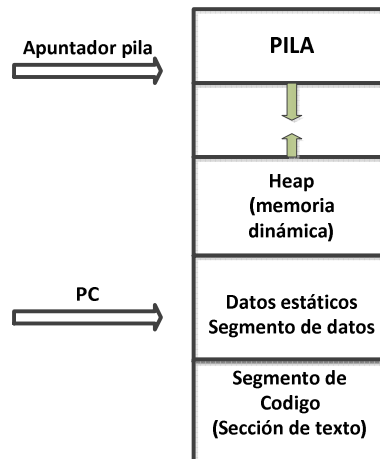 Apuntador pila
PILA
Heap
(memoria
dinámica)
PC
Datos estáticos
Segmento de datos
Segmento de
Codigo
(Sección de texto)